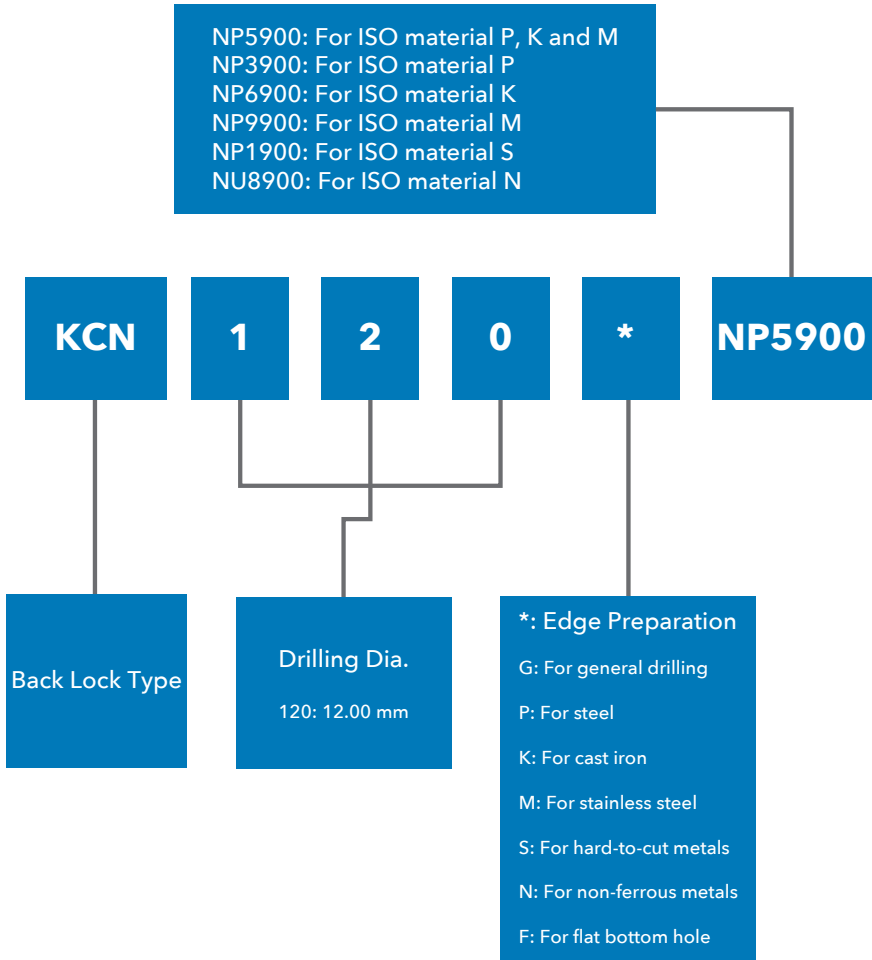 NP5900: For ISO material P, K and M
NP3900: For ISO material P
NP6900: For ISO material K
NP9900: For ISO material M
NP1900: For ISO material S
NU8900: For ISO material N
KCN 1 2 0 * NP5900
Back Lock Type
Drilling Dia.
120: 12.00 mm
*: Edge Preparation
G: For general drilling
P: For steel
K: For cast iron
M: For stainless steel
S: For hard-to-cut metals
N: For non-ferrous metals
F: For flat bottom hole